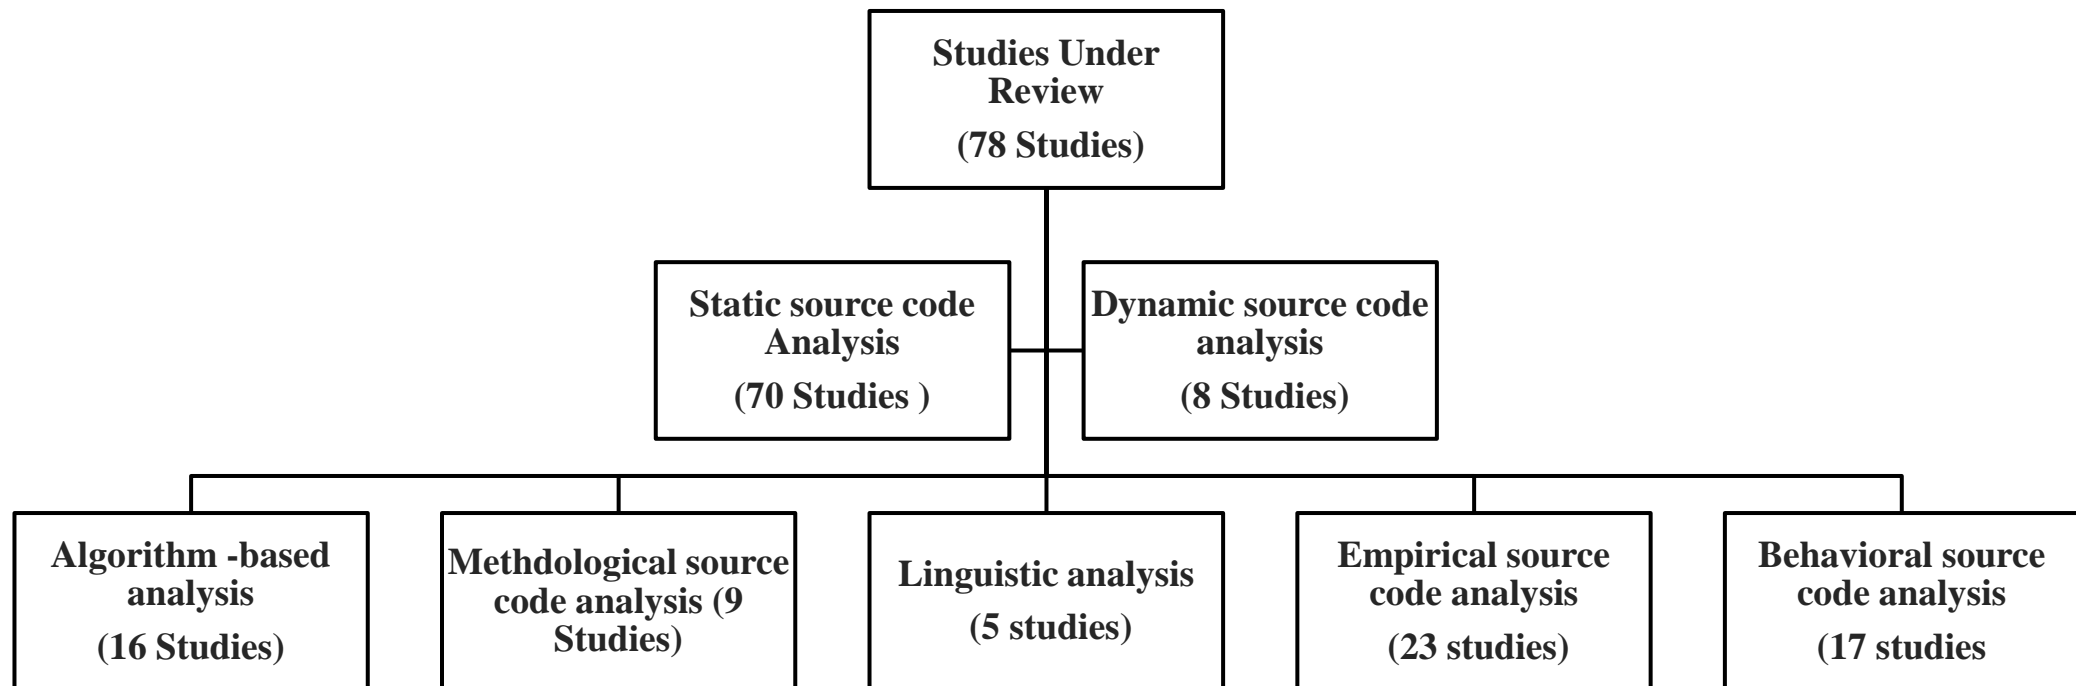 Studies Under
Review
(78 Studies)
Static source code
Analysis
(70 Studies )
Dynamic source code
analysis
(8 Studies)
Algorithm -based
analysis
(16 Studies)
Methdological source
code analysis (9
Studies)
Linguistic analysis
(5 studies)
Empirical source
code analysis
(23 studies)
Behavioral source
code analysis
(17 studies